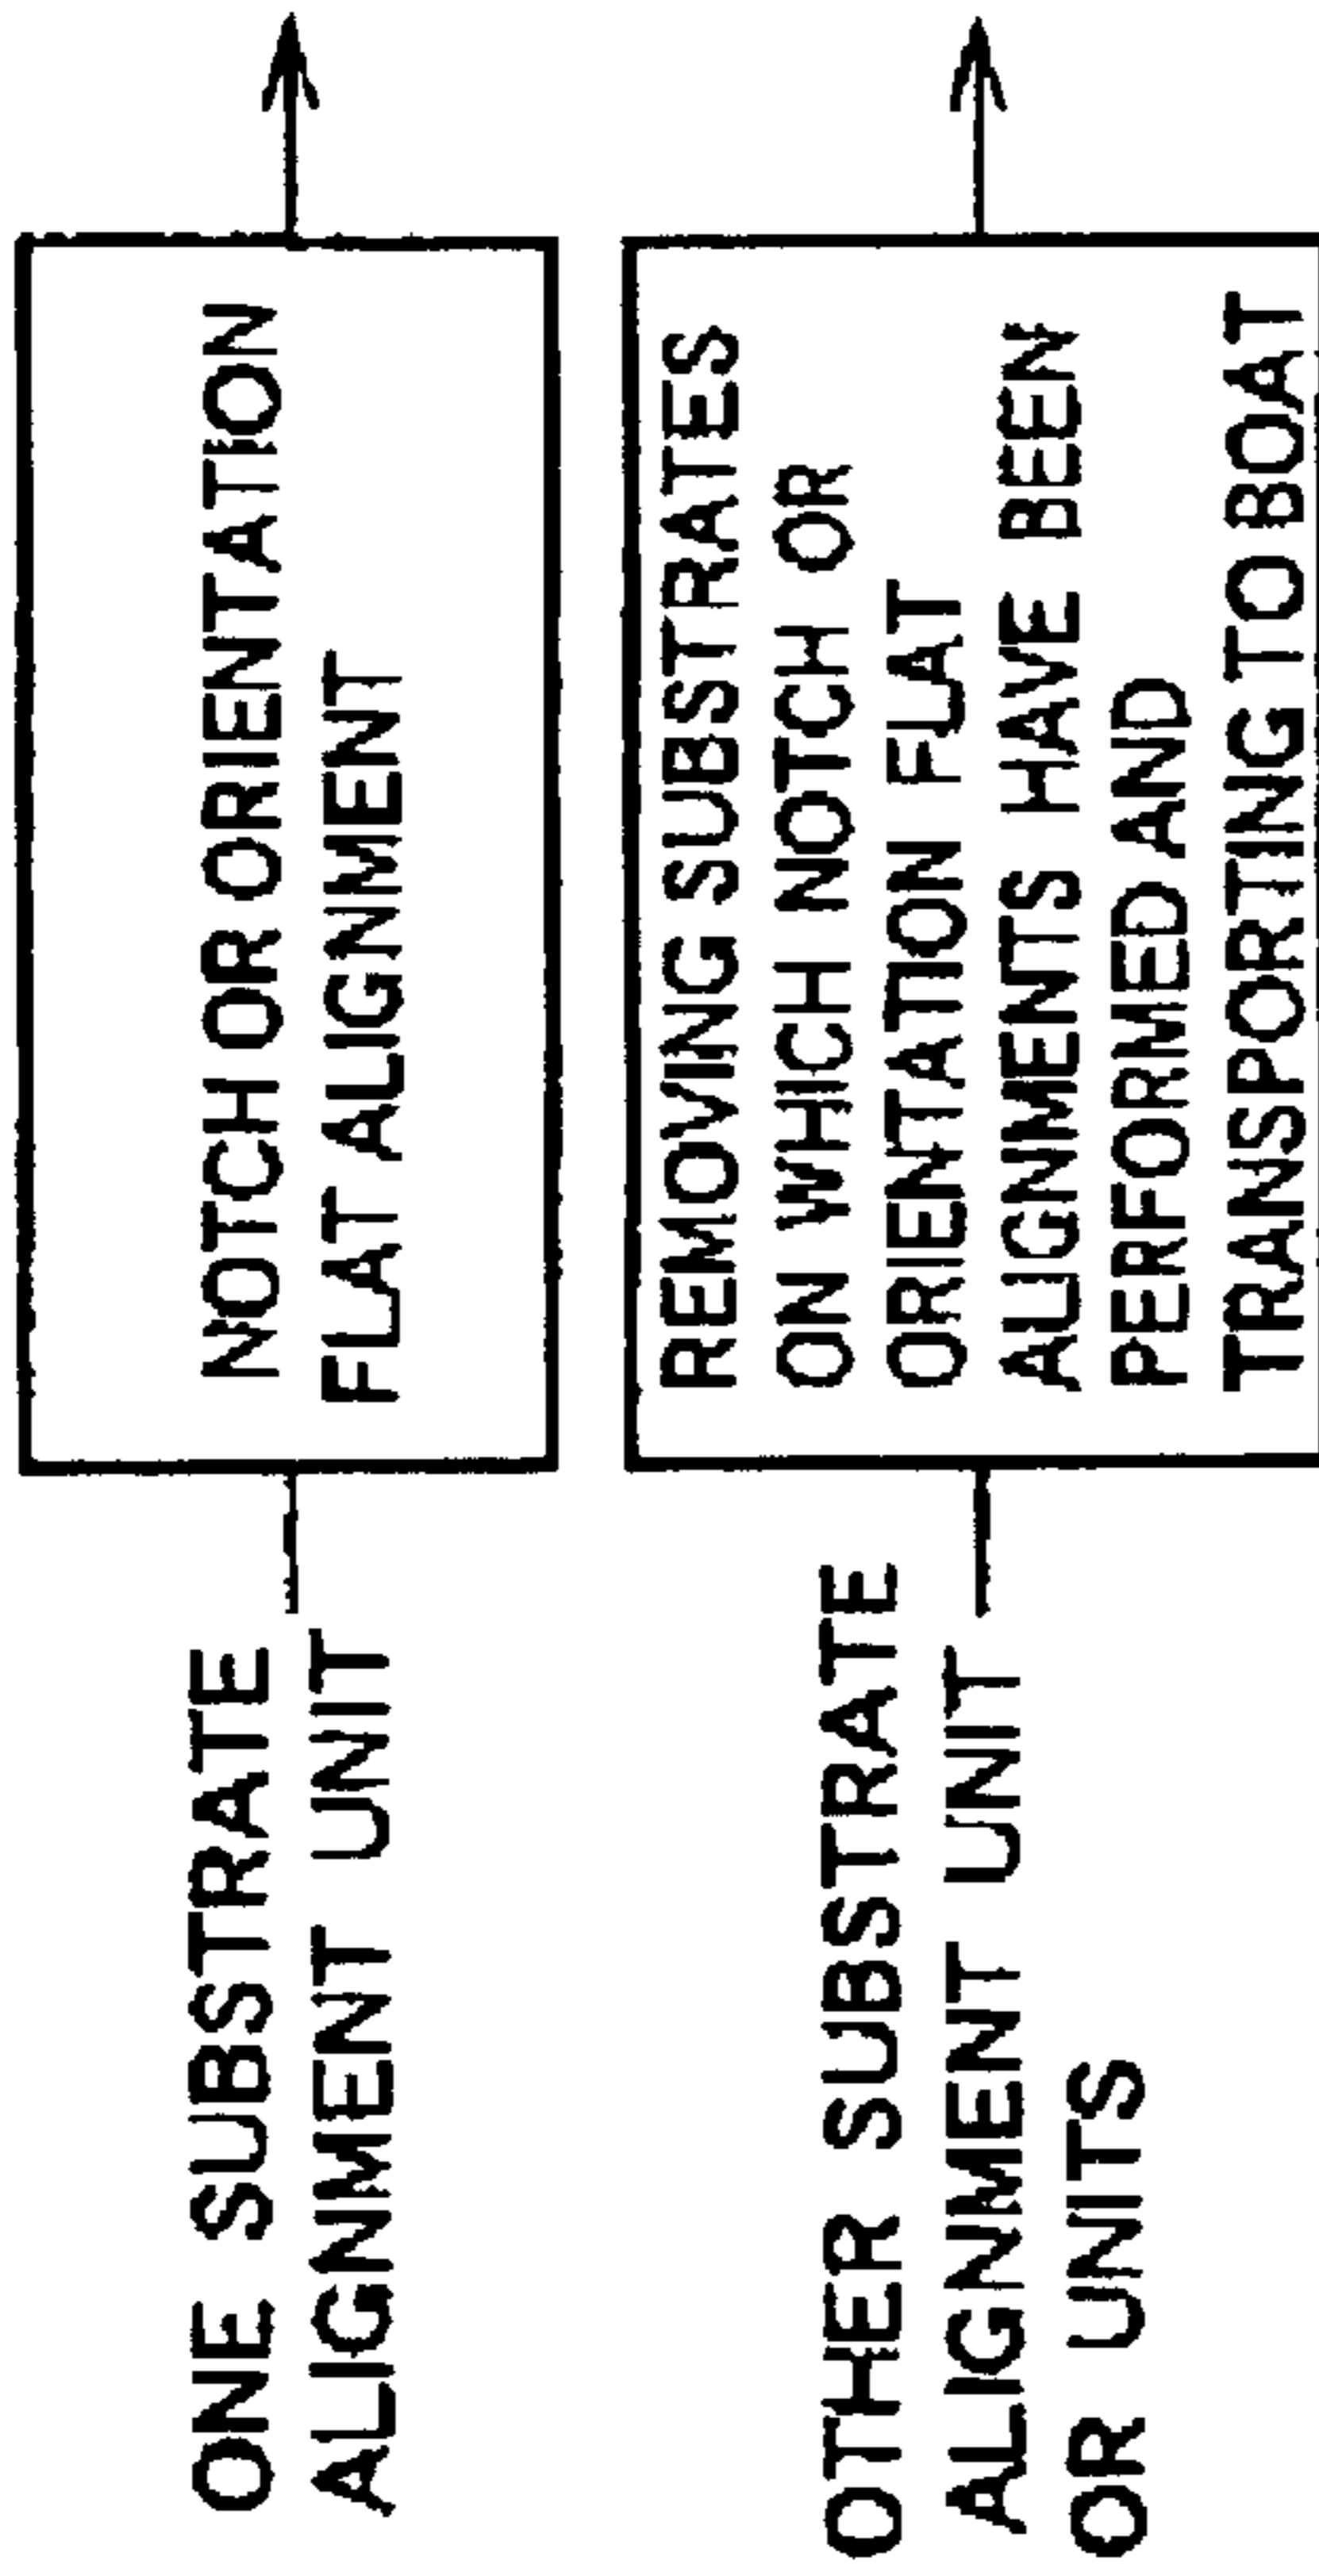 ONE SUBSTRATE
ALIGNMENT UNIT
NOTCH OR ORIENTATION
FLAT ALIGNMENT
OTHER SUBSTRATE
ALIGNMENT UNIT
OR UNITS
REMOVING SUBSTRATES
ON WHICH NOTCH OR
ORIENTATION FLAT
ALIGNMENTS HAVE BEEN
PERFORMED AND
TRANSPORTING TO BOAT